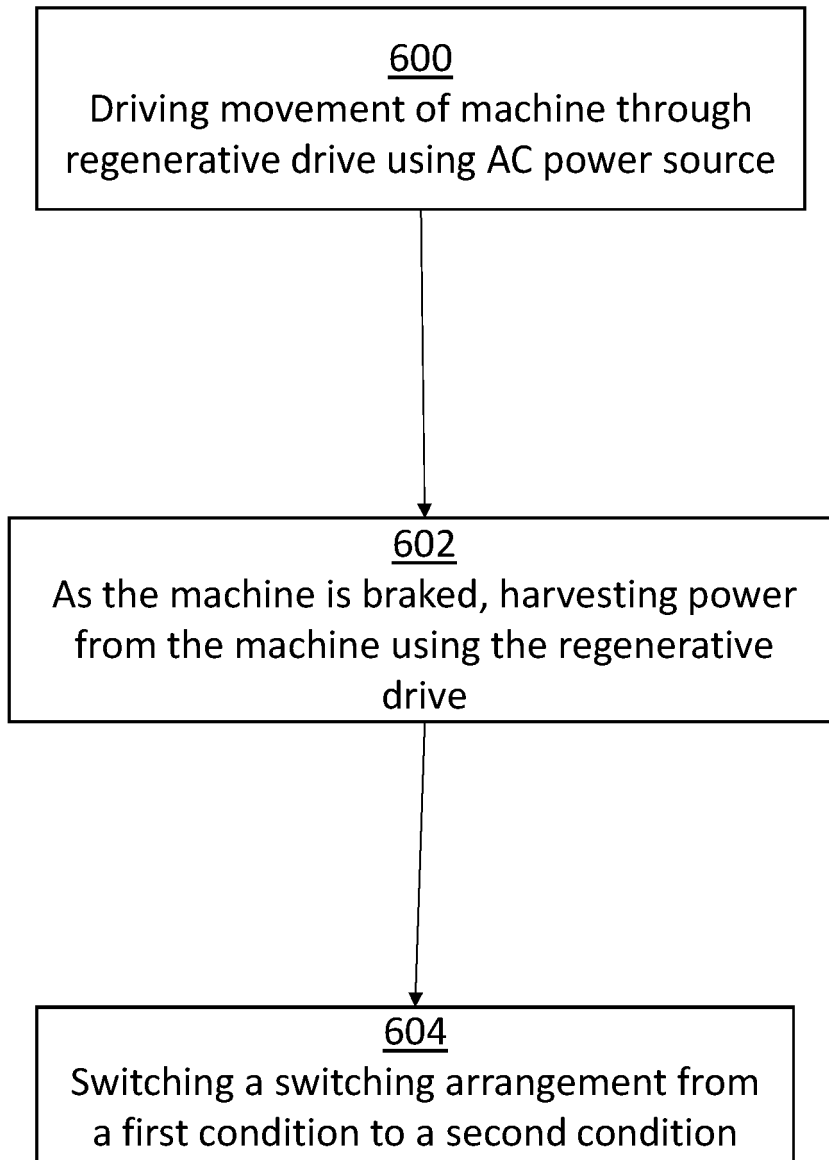 600
Driving movement of machine through
regenerative drive using AC power source
602
As the machine is braked, harvesting power
from the machine using the regenerative
drive
604
Switching a switching arrangement from
a first condition to a second condition